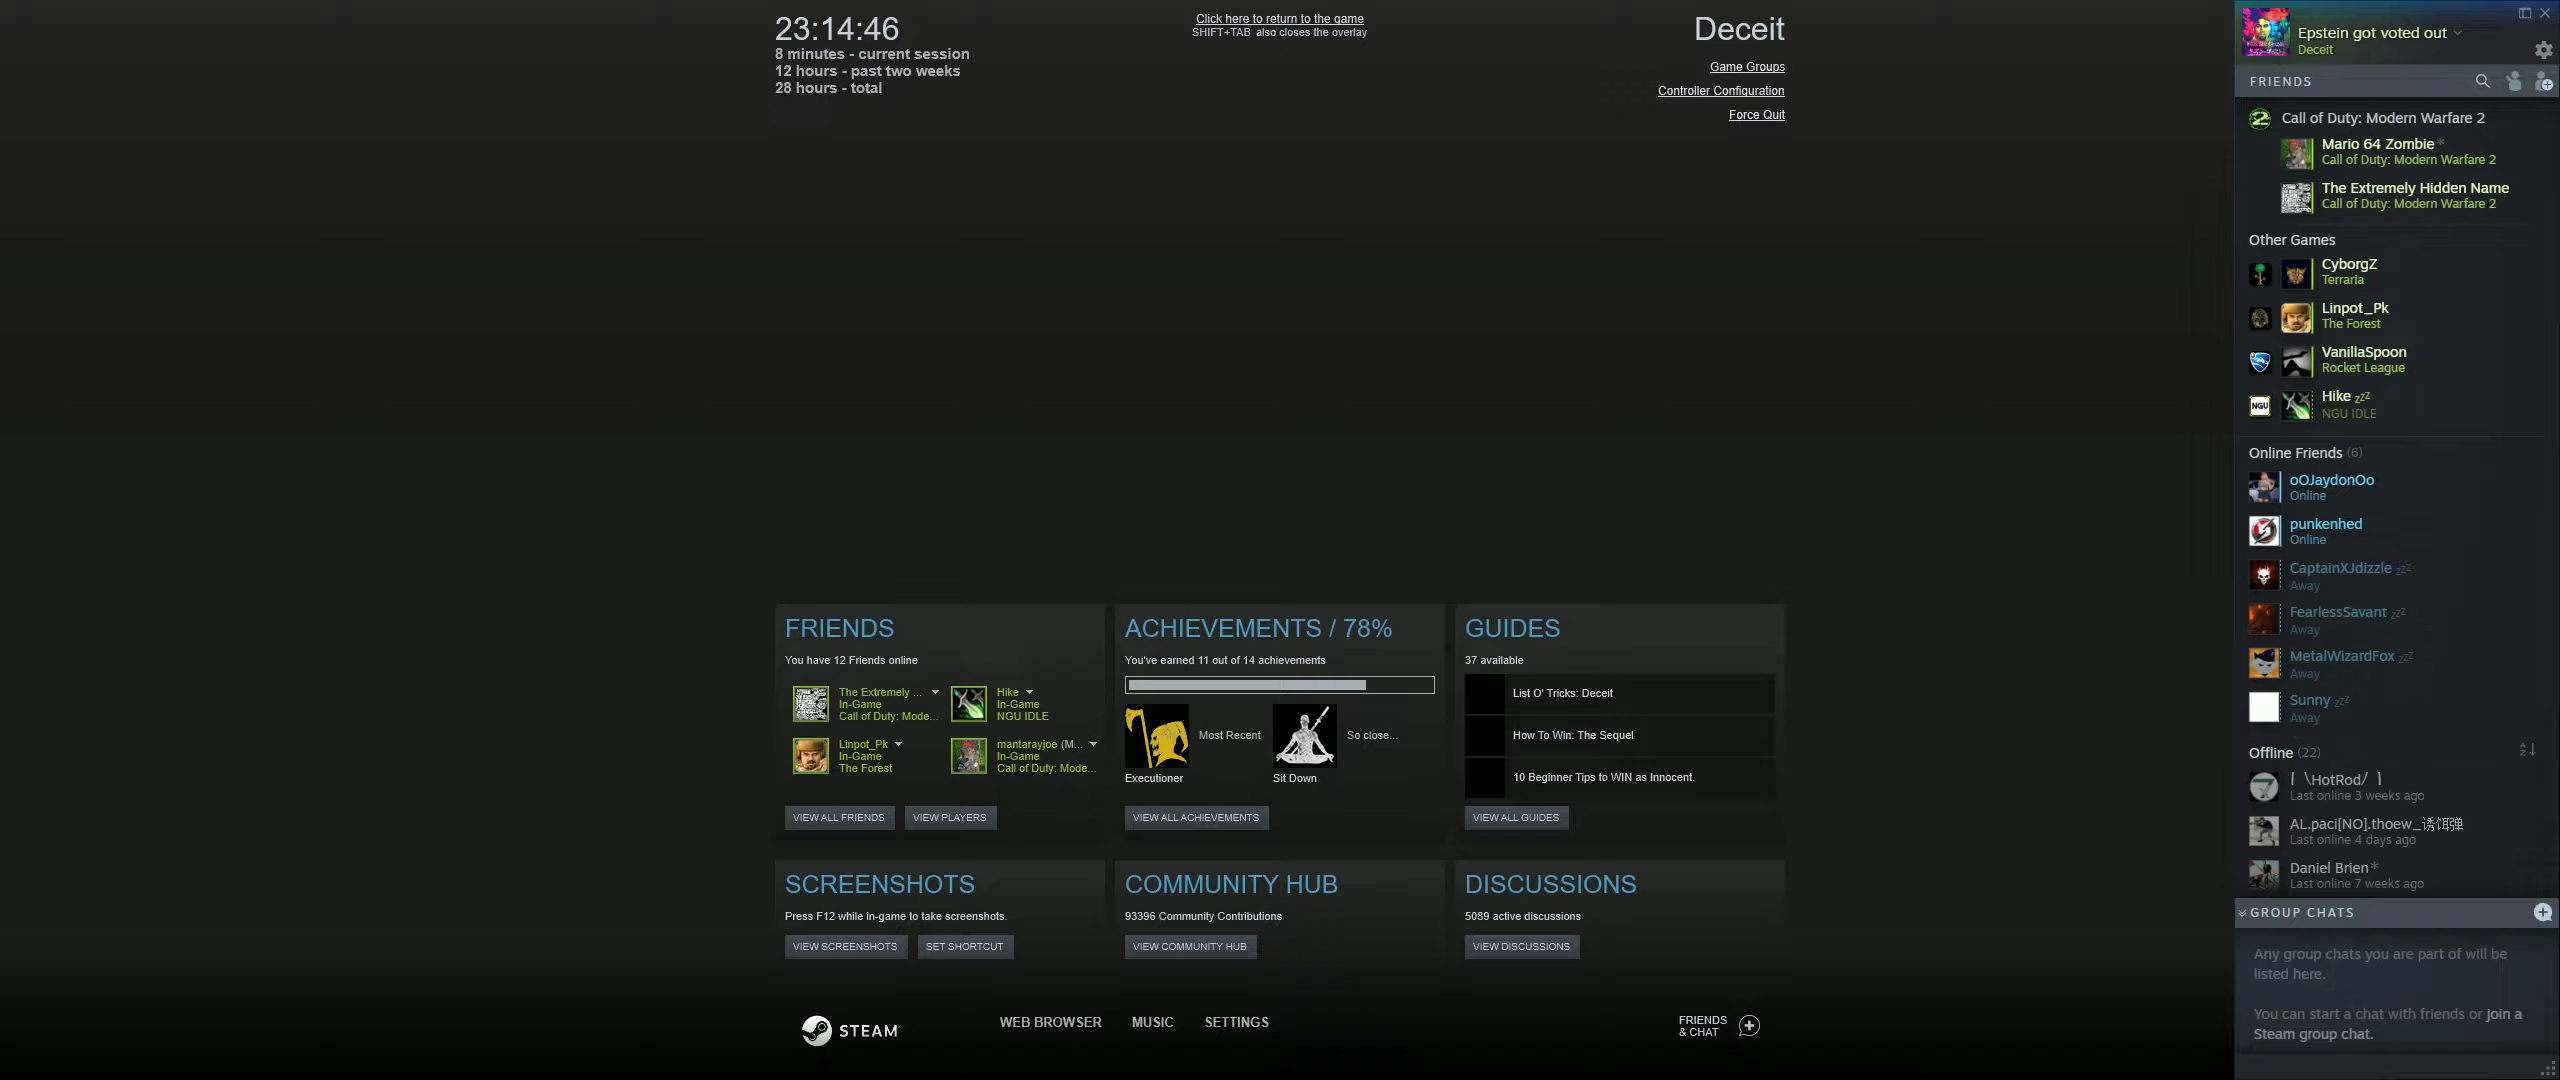 23:14:46
8 minutes - current session
12 hours - past two weeks
28 hours - total
Click here to return to the game
SHIFT+TAB also closes the overlay
Deceit
Game Groups
Controller Configuration
Force Quit
FRIENDS
You have 12 Friends online
The Extremely ...
In-Game
Call of Duty: Mode...
Hike
In-Game
NGU IDLE
Linpot_Pk
In-Game
The Forest
mantarayjoe (M...
In-Game
Call of Duty: Mode...
VIEW ALL FRIENDS
VIEW PLAYERS
ACHIEVEMENTS / 78%
You've earned 11 out of 14 achievements
Most Recent
So close...
Executioner
Sit Down
VIEW ALL ACHIEVEMENTS
GUIDES
37 available
List O' Tricks: Deceit
How To Win: The Sequel
10 Beginner Tips to WIN as Innocent.
VIEW ALL GUIDES
SCREENSHOTS
Press F12 while in-game to take screenshots.
VIEW SCREENSHOTS
SET SHORTCUT
COMMUNITY HUB
93396 Community Contributions
VIEW COMMUNITY HUB
DISCUSSIONS
5089 active discussions
VIEW DISCUSSIONS
STEAM
WEB BROWSER
MUSIC
SETTINGS
FRIENDS
& CHAT
Epstein got voted out
Deceit
FRIENDS
Call of Duty: Modern Warfare 2
Mario 64 Zombie *
Call of Duty: Modern Warfare 2
The Extremely Hidden Name
Call of Duty: Modern Warfare 2
Other Games
CyborgZ
Terraria
Linpot_Pk
The Forest
VanillaSpoon
Rocket League
NGU
Hike zzz
NGU IDLE
Online Friends (6)
oOJaydonOo
Online
punkenhed
Online
CaptainXJdizzle zzz
Away
FearlessSavant zzz
Away
MetalWizardFox zzz
Away
Sunny zzz
Away
Offline (22)
\HotRod/
Last online 3 weeks ago
AL.paci[NO].thoew_诱饵弹
Last online 4 days ago
Daniel Brien *
Last online 7 weeks ago
GROUP CHATS
Any group chats you are part of will be
listed here.
You can start a chat with friends or join a
Steam group chat.